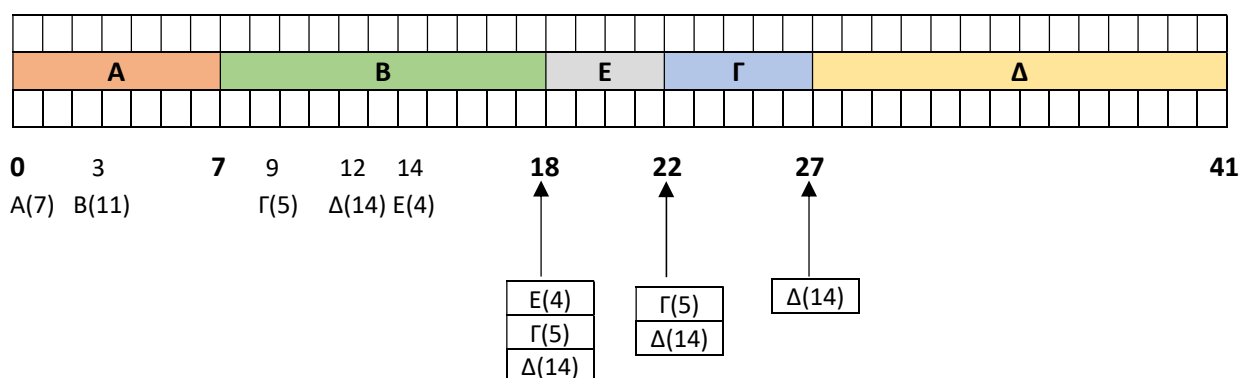 Α Β Ε Γ Δ
0 3 7 9 12 14 18 22 27 41
Α(7) Β(11) Γ(5) Δ(14) Ε(4)
Ε(4) Γ(5) Δ(14)
Γ(5) Δ(14)
Δ(14)